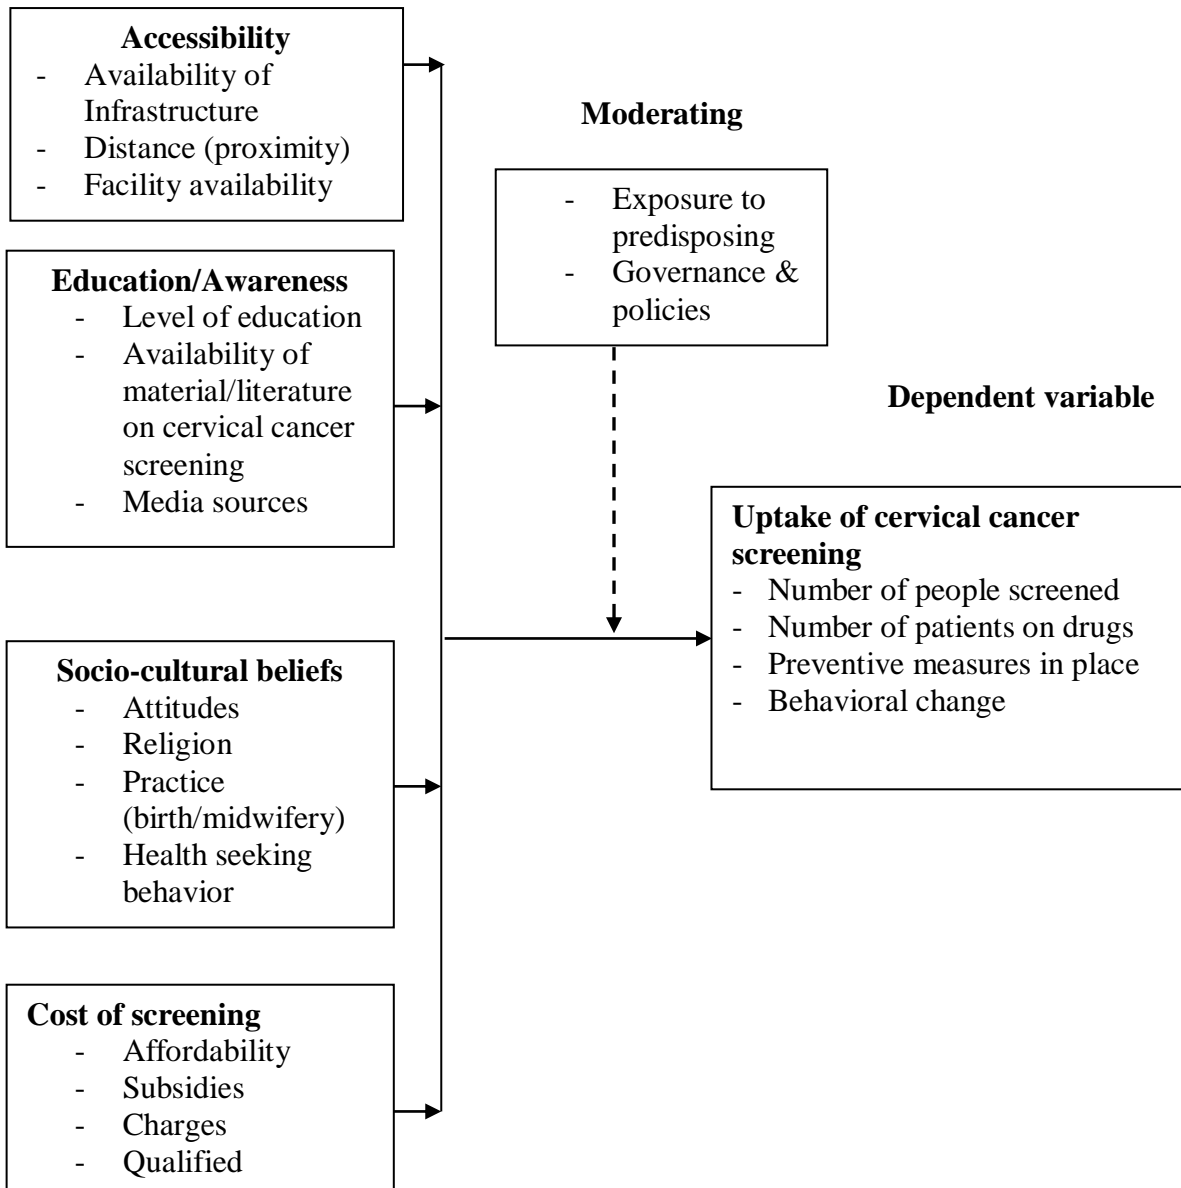 Accessibility
- Availability of
Infrastructure
- Distance (proximity)
- Facility availability
Education/Awareness
- Level of education
- Availability of
material/literature
on cervical cancer
screening
- Media sources
Socio-cultural beliefs
- Attitudes
- Religion
- Practice
(birth/midwifery)
- Health seeking
behavior
Cost of screening
- Affordability
- Subsidies
- Charges
- Qualified
Moderating
- Exposure to
predisposing
- Governance &
policies
Dependent variable
Uptake of cervical cancer
screening
- Number of people screened
- Number of patients on drugs
- Preventive measures in place
- Behavioral change